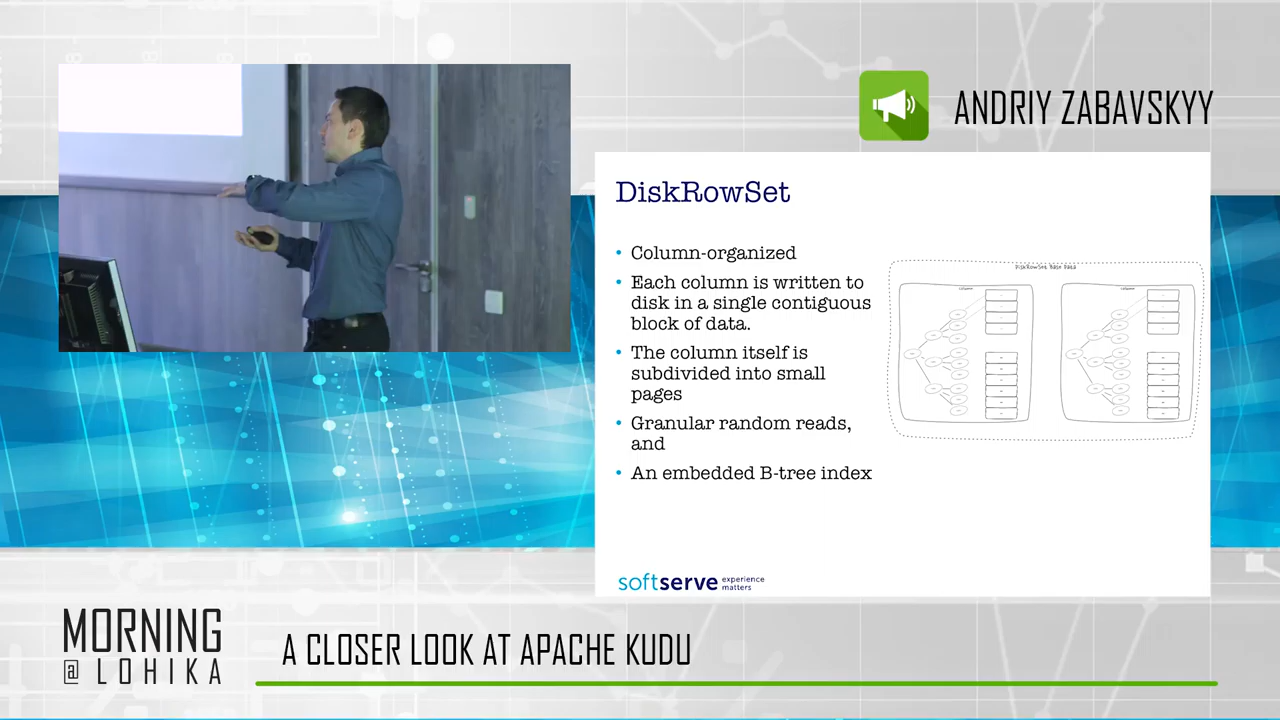 ANDRIY ZABAVSKYY
DiskRowSet
• Column-organized
• Each column is written to
disk in a single contiguous
block of data.
• The column itself is
subdivided into small
pages
• Granular random reads,
and
• An embedded B-tree index
DiskRowSet Base Data
softserve experience
matters
MORNING
@ LOHIKA
A CLOSER LOOK AT APACHE KUDU